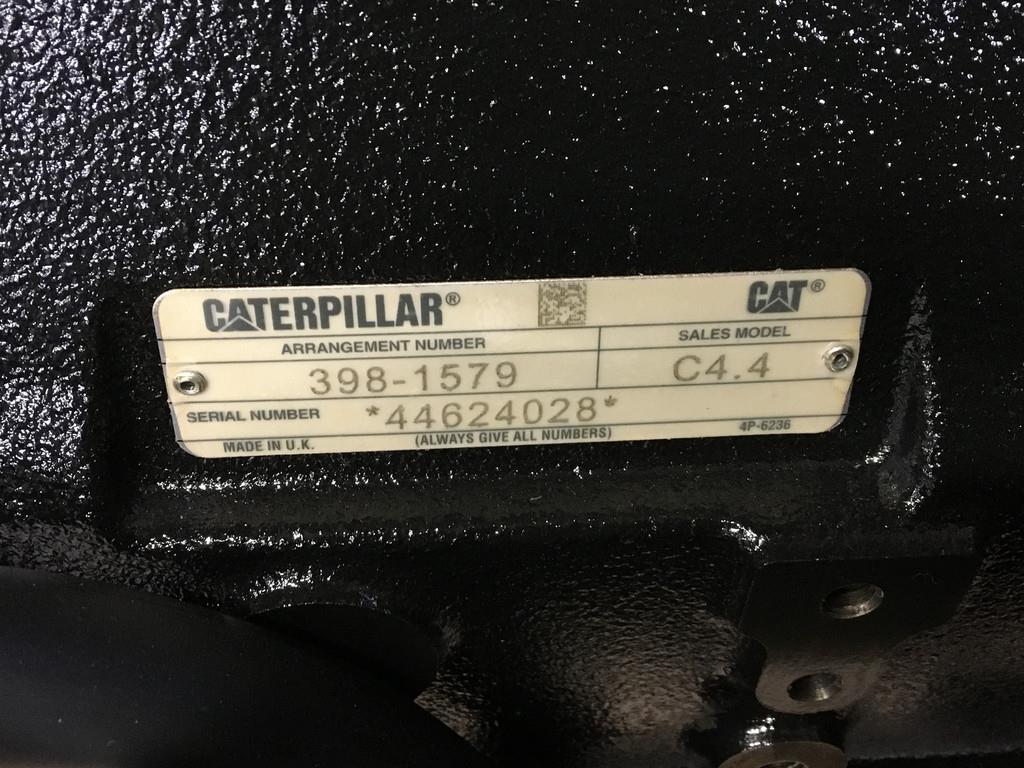 CATERPILLAR® CAT®
ARRANGEMENT NUMBER SALES MODEL
398-1579 C4.4
SERIAL NUMBER *44624028*
MADE IN U.K. (ALWAYS GIVE ALL NUMBERS) 4P-6236